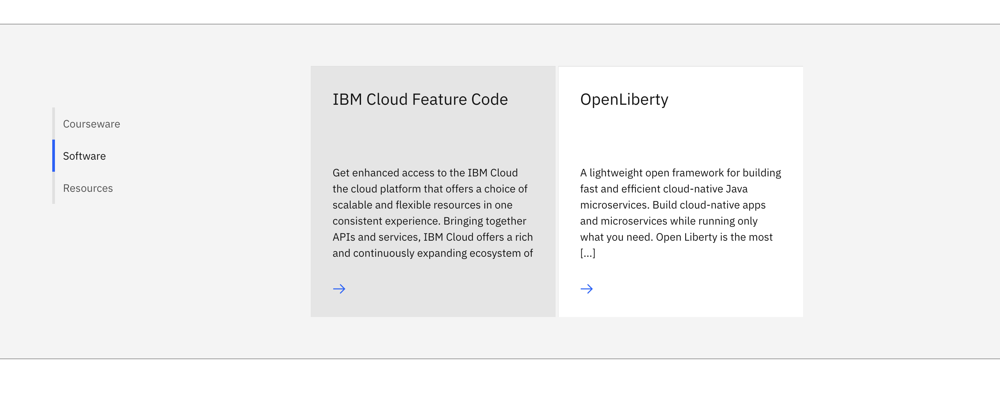 Courseware
Software
Resources
IBM Cloud Feature Code
Get enhanced access to the IBM Cloud
the cloud platform that offers a choice of
scalable and flexible resources in one
consistent experience. Bringing together
APIs and services, IBM Cloud offers a rich
and continuously expanding ecosystem of
OpenLiberty
A lightweight open framework for building
fast and efficient cloud-native Java
microservices. Build cloud-native apps
and microservices while running only
what you need. Open Liberty is the most
[...]